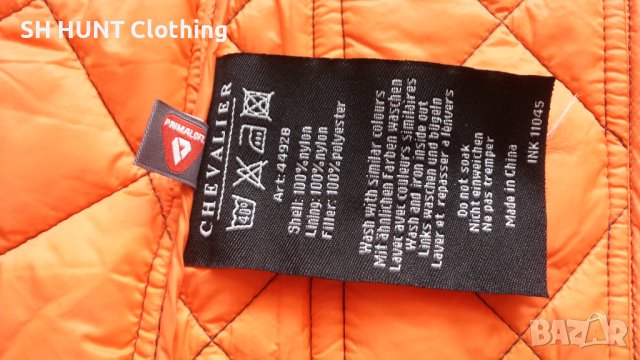 SH HUNT Clothing
PRIMALOFT
CHEVALIER
40°
Art:44928
Shell: 100% nylon
Lining: 100% nylon
Filler: 100% polyester
Wash with similar colours
Mit ähnlichen Farben waschen
Lavec avec couleurs similaires
Wash and iron inside out
Links waschen und bügeln
Laver et repasser a lenvers
Do not soak
Nicht einweichen
Ne pas tremper
Made in China
INK 11045
BAZAR